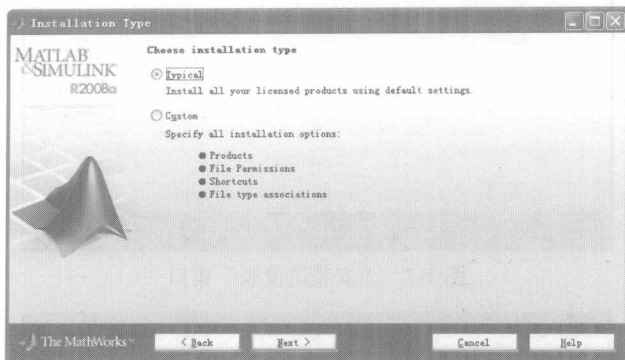 Installation Type
MATLAB
&SIMULINK
R2008a
Choose installation type
Typical
Install all your licensed products using default settings.
Custom
Specify all installation options:
Products
File Permissions
Shortcuts
File type associations
The MathWorks™
< Back
Next >
Cancel
Help